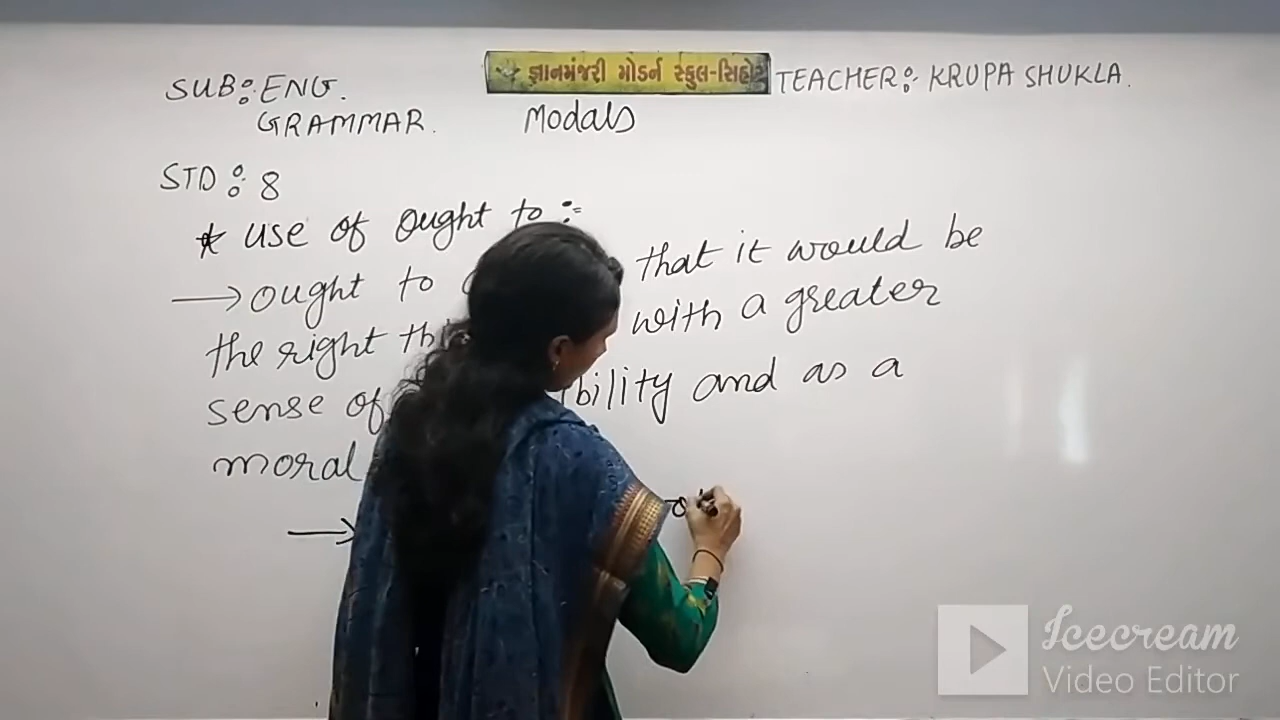 SUB:ENG.
GRAMMAR.
જ્ઞાનમંજરી મોડર્ન સ્કુલ-સિહોર
TEACHER: KRUPA SHUKLA.
Modals
STD: 8
* use of ought to :-
→ ought to that it would be
the right with a greater
sense of and as a
moral
→
Icecream
Video Editor